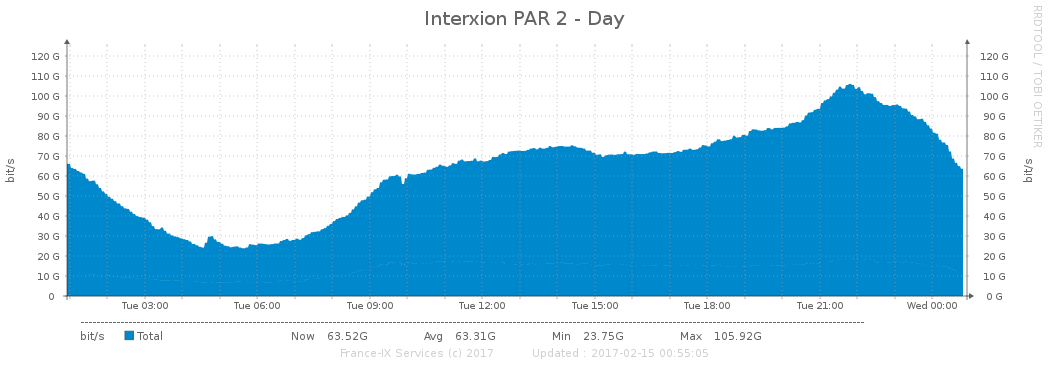 Interxion PAR 2 - Day
RRDTOOL / TOBI OETIKER
120 G 120 G
110 G 110 G
100 G 100 G
90 G 90 G
80 G 80 G
70 G 70 G
60 G 60 G
50 G 50 G
40 G 40 G
30 G 30 G
20 G 20 G
10 G 10 G
0 0 G
bit/s
bit/s
Tue 03:00 Tue 06:00 Tue 09:00 Tue 12:00 Tue 15:00 Tue 18:00 Tue 21:00 Wed 00:00
bit/s Total Now 63.52G Avg 63.31G Min 23.75G Max 105.92G
France-IX Services (c) 2017 Updated : 2017-02-15 00:55:05